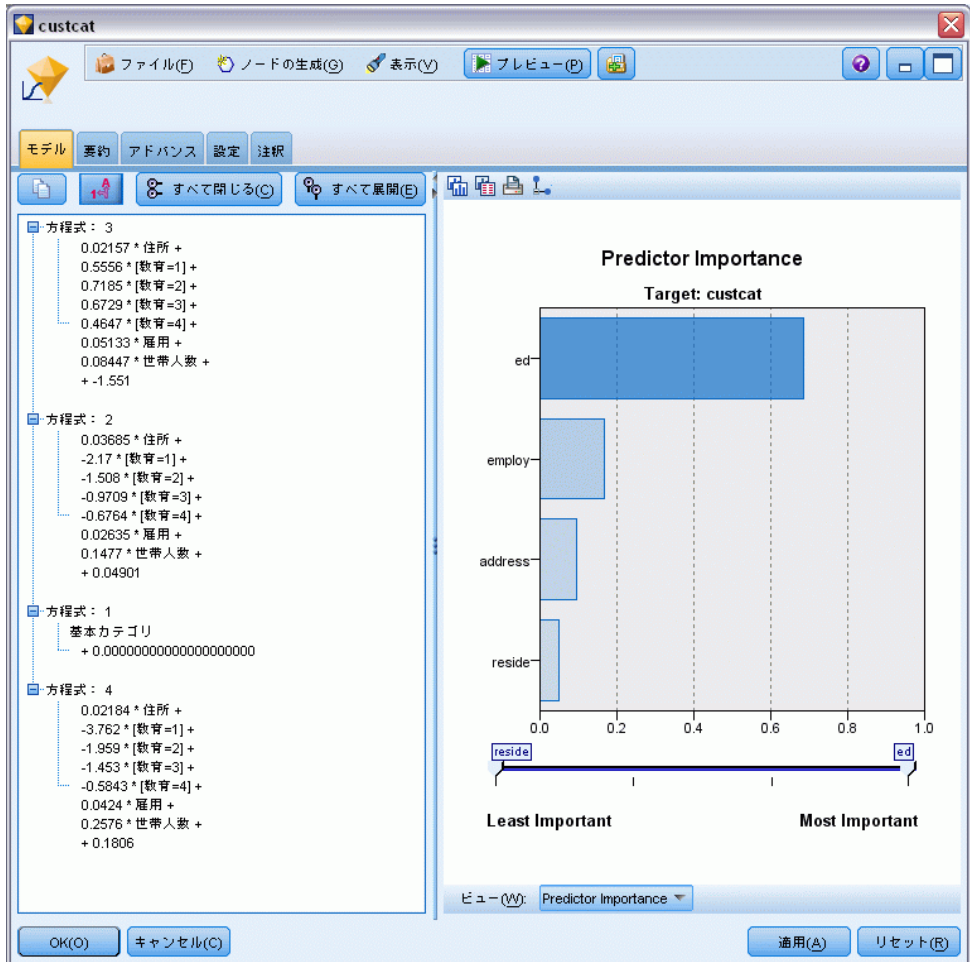 custcat
ファイル(F) ノードの生成(G) 表示(V) プレビュー(P)
モデル 要約 アドバンス 設定 注釈
すべて閉じる(C) すべて展開(E)
方程式： 3
0.02157 * 住所 +
0.5556 * [教育=1] +
0.7185 * [教育=2] +
0.6729 * [教育=3] +
0.4647 * [教育=4] +
0.05133 * 雇用 +
0.08447 * 世帯人数 +
+ -1.551
方程式： 2
0.03685 * 住所 +
-2.17 * [教育=1] +
-1.508 * [教育=2] +
-0.9709 * [教育=3] +
-0.6764 * [教育=4] +
0.02635 * 雇用 +
0.1477 * 世帯人数 +
+ 0.04901
方程式： 1
基本カテゴリ
+ 0.00000000000000000000
方程式： 4
0.02184 * 住所 +
-3.762 * [教育=1] +
-1.959 * [教育=2] +
-1.453 * [教育=3] +
-0.5843 * [教育=4] +
0.0424 * 雇用 +
0.2576 * 世帯人数 +
+ 0.1806
Predictor Importance
Target: custcat
ed
employ
address
reside
0.0 0.2 0.4 0.6 0.8 1.0
reside ed
Least Important Most Important
ビュー(W): Predictor Importance
OK(O) キャンセル(C) 適用(A) リセット(R)